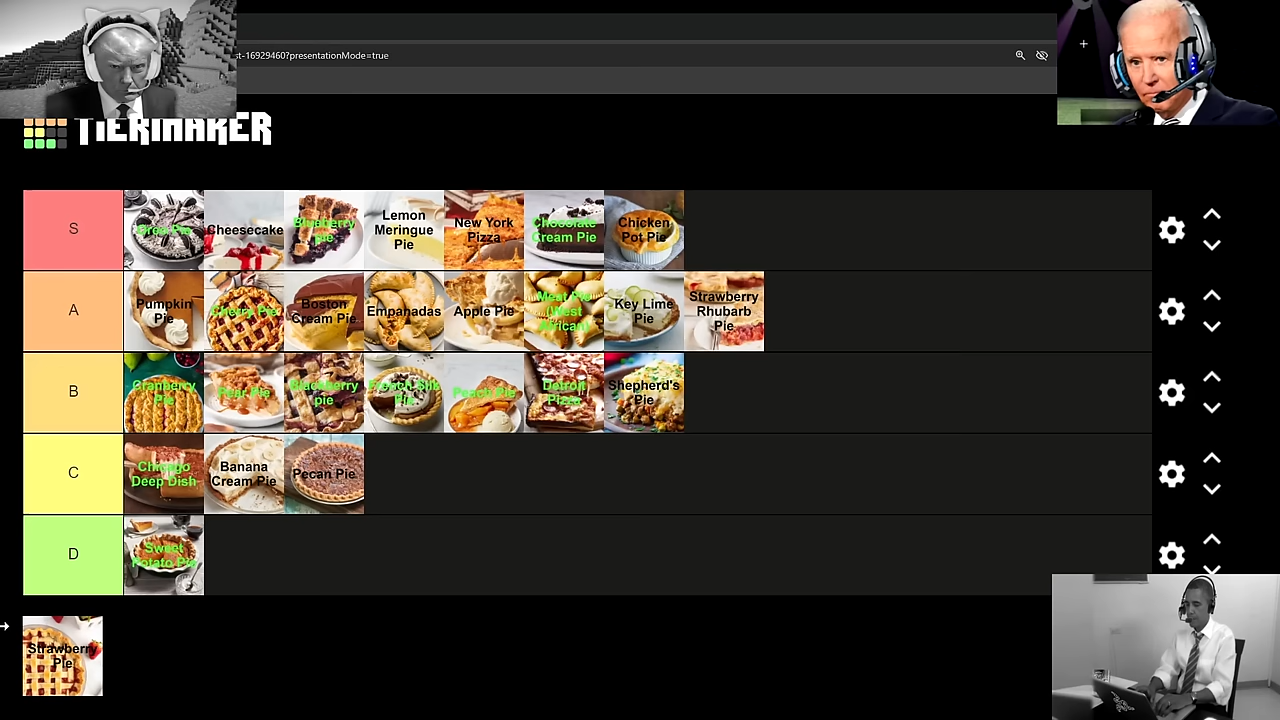 st-16929460?presentationMode=true
TIERMAKER
S
Oreo Pie
Cheesecake
Blueberry
pie
Lemon
Meringue
Pie
New York
Pizza
Chocolate
Cream Pie
Chicken
Pot Pie
A
Pumpkin
Pie
Cherry Pie
Boston
Cream Pie
Empanadas
Apple Pie
Meat Pie
(West
African)
Key Lime
Pie
Strawberry
Rhubarb
Pie
B
Cranberry
Pie
Pear Pie
Blackberry
pie
French Silk
Pie
Peach Pie
Detroit
Pizza
Shepherd's
Pie
C
Chicago
Deep Dish
Banana
Cream Pie
Pecan Pie
D
Sweet
Potato Pie
Strawberry
Pie